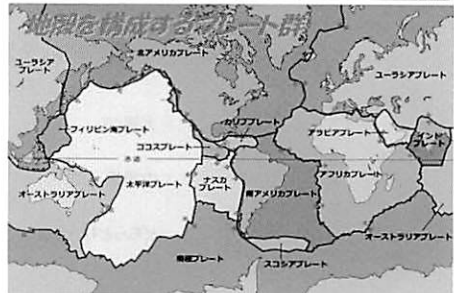 地殻を構成するプレート群
北アメリカプレート
ユーラシア
プレート
ユーラシア
プレート
カリブプレート
アラビアプレート
インド
プレート
フィリピン海プレート
ココスプレート
赤道
ナスカ
プレート
オーストラリアプレート
太平洋プレート
南アメリカプレート
アフリカプレート
オーストラリアプレート
南極プレート
スコシアプレート